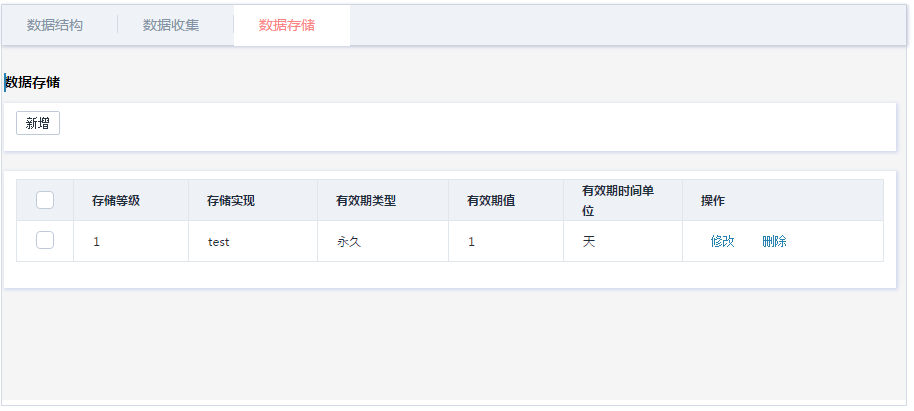 数据结构 数据收集 数据存储
数据存储
新增
存储等级 存储实现 有效期类型 有效期值 有效期时间单
位 操作
1 test 永久 1 天 修改 删除